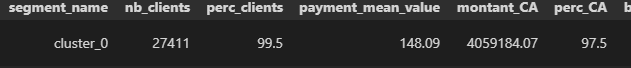 segment_name nb_clients perc_clients payment_mean_value montant_CA perc_CA
cluster_0 27411 99.5 148.09 4059184.07 97.5